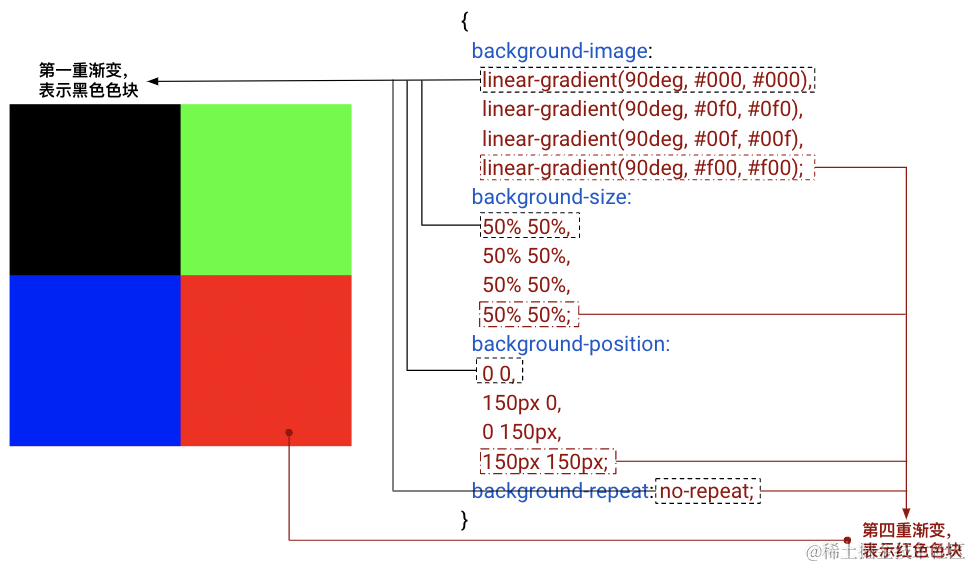 第一重渐变,
表示黑色色块
{
background-image:
linear-gradient(90deg, #000, #000),
linear-gradient(90deg, #0f0, #0f0),
linear-gradient(90deg, #00f, #00f),
linear-gradient(90deg, #f00, #f00);
background-size:
50% 50%,
50% 50%,
50% 50%,
50% 50%;
background-position:
0 0,
150px 0,
0 150px,
150px 150px;
background-repeat: no-repeat;
}
第四重渐变,
表示红色色块
@稀土掘金技术社区